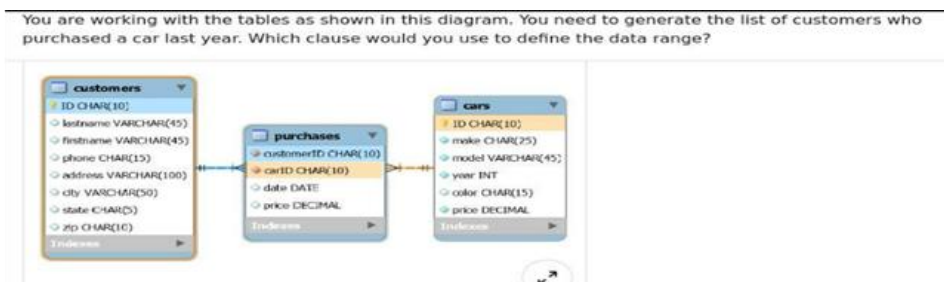 You are working with the tables as shown in this diagram. You need to generate the list of customers who
purchased a car last year. Which clause would you use to define the data range?
customers
ID CHAR(10)
lastname VARCHAR(45)
firstname VARCHAR(45)
phone CHAR(15)
address VARCHAR(100)
city VARCHAR(50)
state CHAR(5)
zip CHAR(10)
Indexes
purchases
customerID CHAR(10)
carID CHAR(10)
date DATE
price DECIMAL
Indexes
cars
ID CHAR(10)
make CHAR(25)
model VARCHAR(45)
year INT
color CHAR(15)
price DECIMAL
Indexes